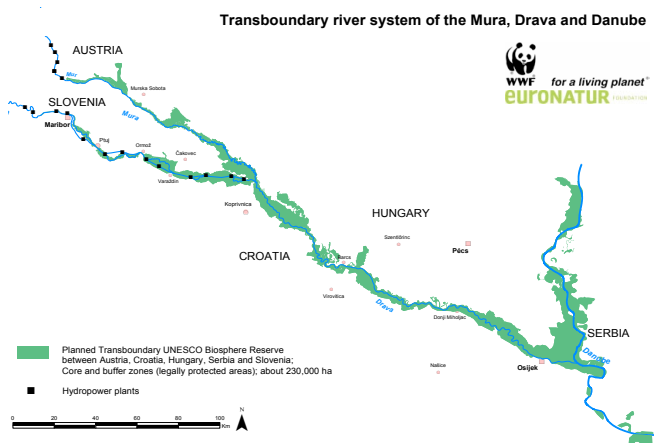 Transboundary river system of the Mura, Drava and Danube
AUSTRIA
WWF
for a living planet®
euronatur FOUNDATION
Mur
Murska Sobota
SLOVENIA
Mura
Maribor
Ptuj
Ormož
Čakovec
Varaždin
Koprivnica
HUNGARY
Szentlőrinc
Pécs
CROATIA
Barcs
Virovitica
Drava
Donji Miholjac
SERBIA
Danube
Našice
Osijek
Planned Transboundary UNESCO Biosphere Reserve
between Austria, Croatia, Hungary, Serbia and Slovenia;
Core and buffer zones (legally protected areas); about 230,000 ha
Hydropower plants
N
0 20 40 60 80 100
Km